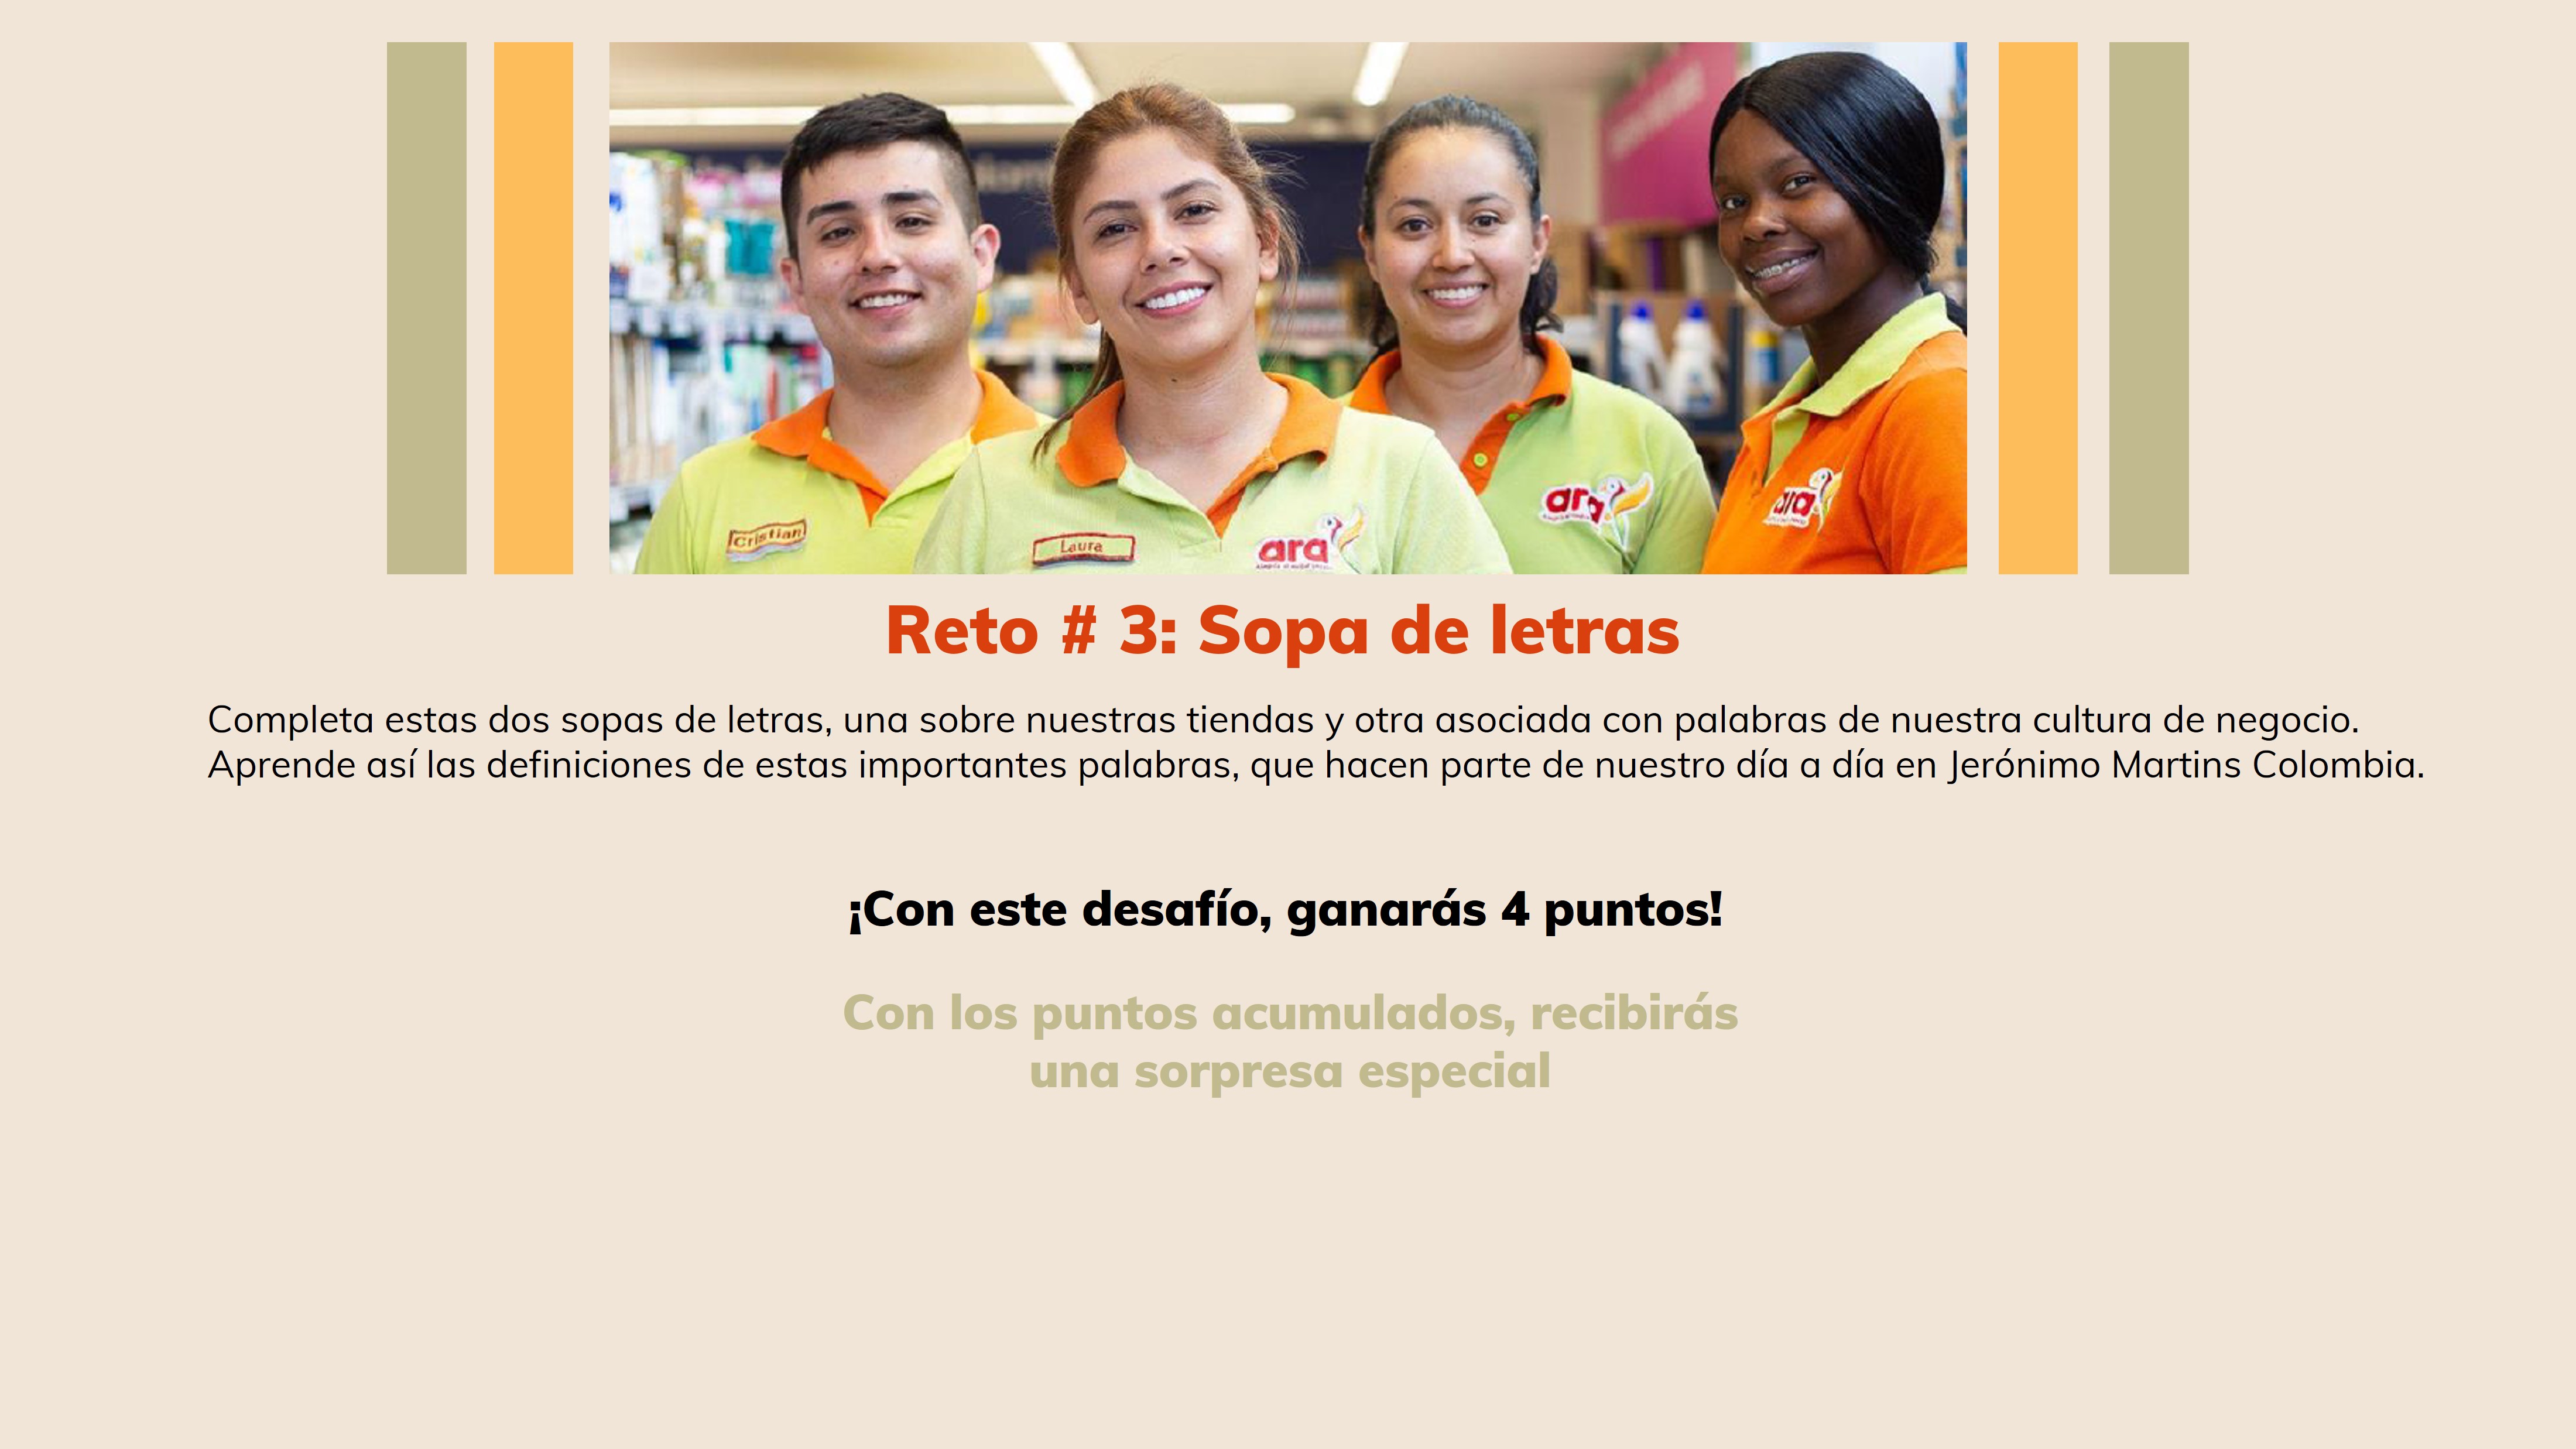 Cristian
Laura
ara
ara
ara
Reto # 3: Sopa de letras
Completa estas dos sopas de letras, una sobre nuestras tiendas y otra asociada con palabras de nuestra cultura de negocio.
Aprende así las definiciones de estas importantes palabras, que hacen parte de nuestro día a día en Jerónimo Martins Colombia.
¡Con este desafío, ganarás 4 puntos!
Con los puntos acumulados, recibirás
una sorpresa especial